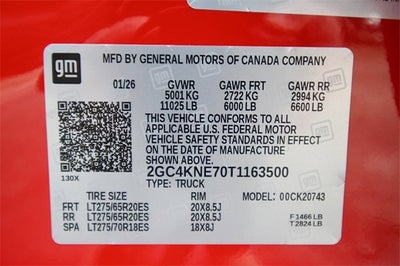 gm
MFD BY GENERAL MOTORS OF CANADA COMPANY
01/26 GVWR GAWR FRT GAWR RR
5001 KG 2722 KG 2994 KG
11025 LB 6000 LB 6600 LB
THIS VEHICLE CONFORMS TO ALL
APPLICABLE U.S. FEDERAL MOTOR
VEHICLE SAFETY STANDARDS IN EFFECT
ON THE DATE OF MANUFACTURE
SHOWN ABOVE.
2GC4KNE70T1163500
130X TYPE: TRUCK
TIRE SIZE RIM MODEL: 00CK20743
FRT LT275/65R20ES 20X8.5J
RR LT275/65R20ES 20X8.5J F 1466 LB
SPA LT275/70R18ES 18X8J T 2824 LB
gm